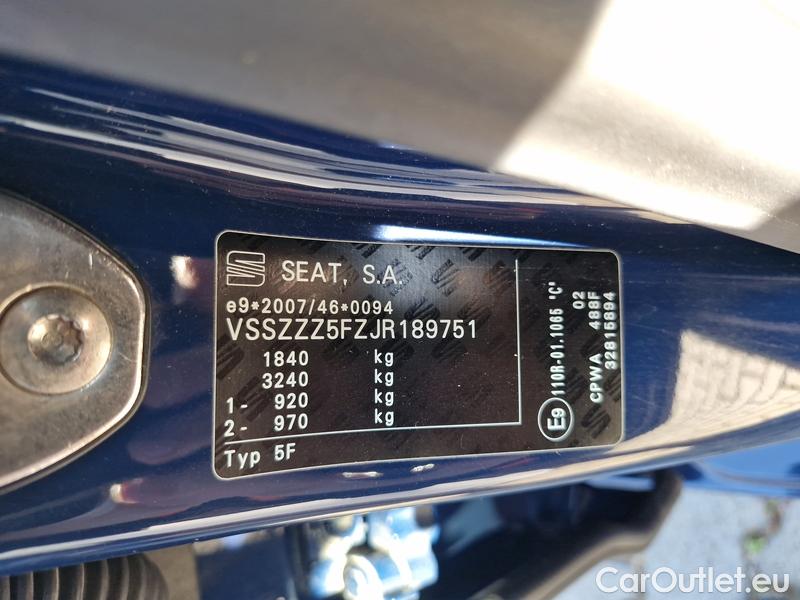 SEAT, S.A.
e9*2007/46*0094
VSSZZZ5FZJR189751
1840 kg
3240 kg
1- 920 kg
2- 970 kg
Typ 5F
E9 110R-01.1065 "C"
02
CPWA 488F
32815894
CarOutlet.eu